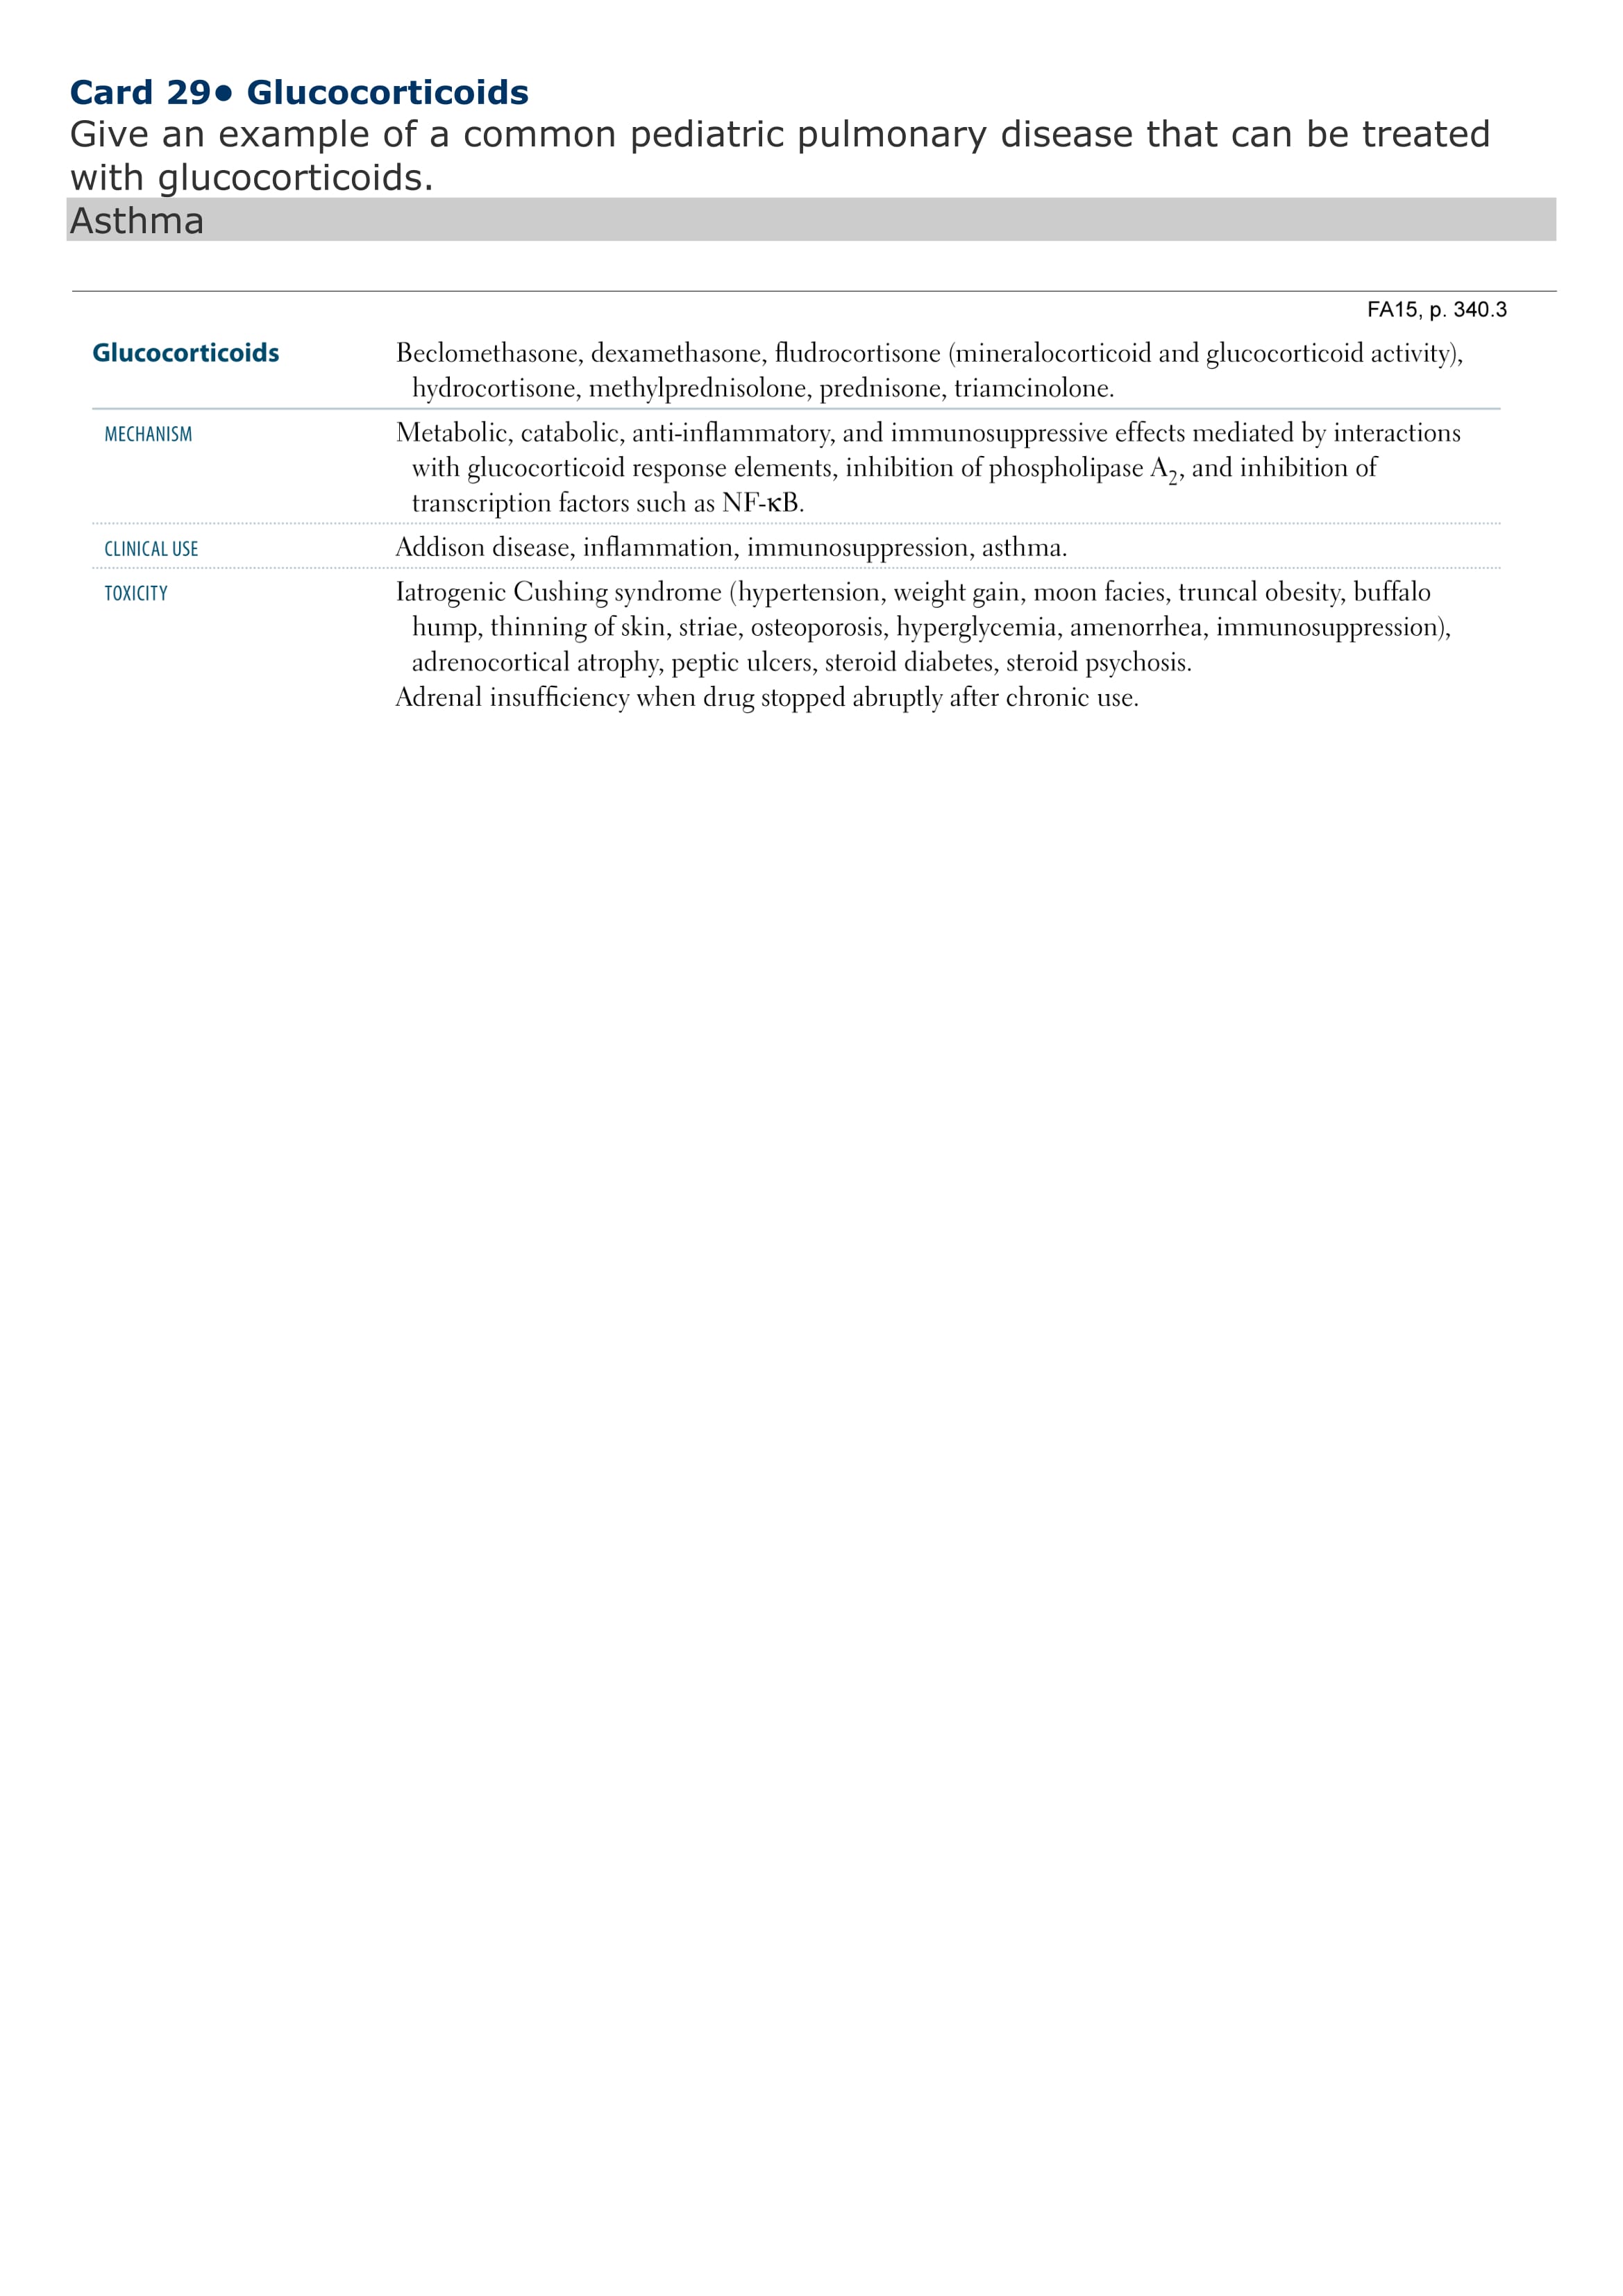 Card 29● Glucocorticoids
Give an example of a common pediatric pulmonary disease that can be treated
with glucocorticoids.
Asthma
FA15, p. 340.3
Glucocorticoids Beclomethasone, dexamethasone, fludrocortisone (mineralocorticoid and glucocorticoid activity),
hydrocortisone, methylprednisolone, prednisone, triamcinolone.
MECHANISM Metabolic, catabolic, anti-inflammatory, and immunosuppressive effects mediated by interactions
with glucocorticoid response elements, inhibition of phospholipase A₂, and inhibition of
transcription factors such as NF-κB.
CLINICAL USE Addison disease, inflammation, immunosuppression, asthma.
TOXICITY Iatrogenic Cushing syndrome (hypertension, weight gain, moon facies, truncal obesity, buffalo
hump, thinning of skin, striae, osteoporosis, hyperglycemia, amenorrhea, immunosuppression),
adrenocortical atrophy, peptic ulcers, steroid diabetes, steroid psychosis.
Adrenal insufficiency when drug stopped abruptly after chronic use.